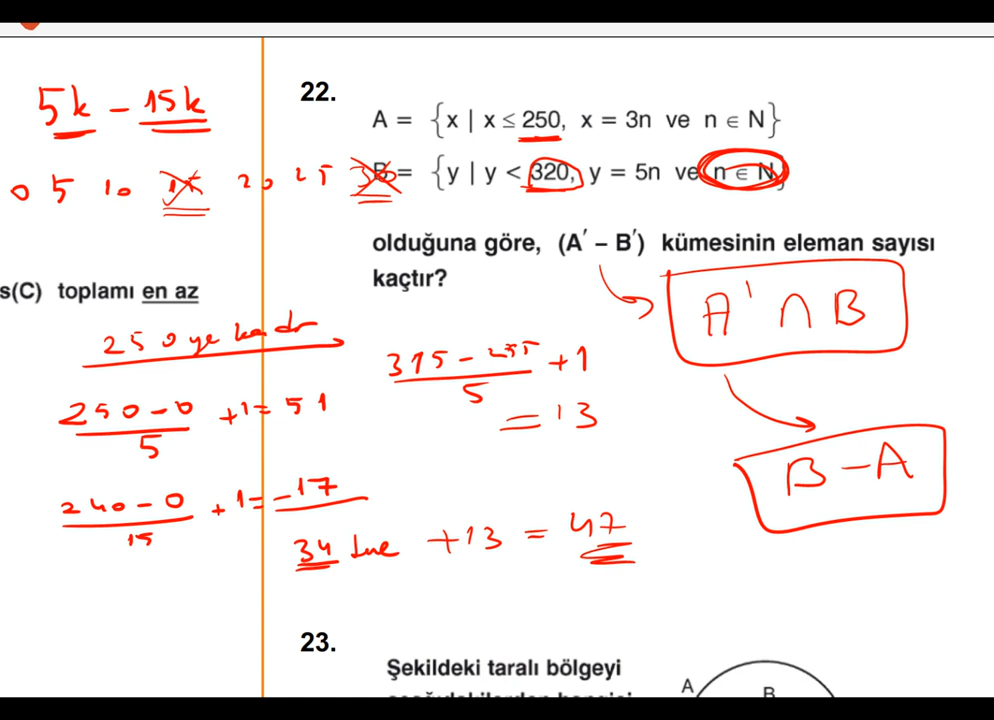 5k - 15k
0 5 10 15 20 25 30
s(C) toplamı en az
250 ye kadr
250-0/5 +1= 51
240-0/15 +1= -17
22.
A = {x | x ≤ 250, x = 3n ve n ∈ N}
B = {y | y < 320, y = 5n ve n ∈ N}
olduğuna göre, (A′ – B′) kümesinin eleman sayısı
kaçtır?
A' ∩ B
315-255/5 +1
= 13
B-A
34 +13 = 47
23.
Şekildeki taralı bölgeyi
A
B